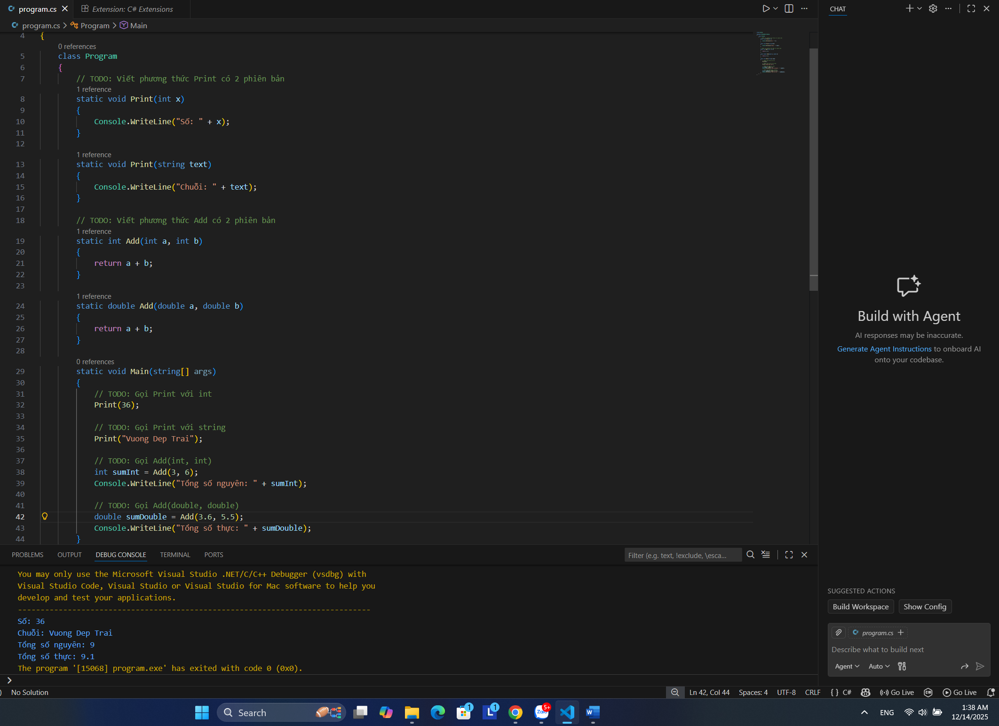 program.cs
Extension: C# Extensions
program.cs > Program > Main
4 {
0 references
5 class Program
6 {
7 // TODO: Viết phương thức Print có 2 phiên bản
1 reference
8 static void Print(int x)
9 {
10 Console.WriteLine("Số: " + x);
11 }
12
1 reference
13 static void Print(string text)
14 {
15 Console.WriteLine("Chuỗi: " + text);
16 }
17
18 // TODO: Viết phương thức Add có 2 phiên bản
1 reference
19 static int Add(int a, int b)
20 {
21 return a + b;
22 }
23
1 reference
24 static double Add(double a, double b)
25 {
26 return a + b;
27 }
28
0 references
29 static void Main(string[] args)
30 {
31 // TODO: Gọi Print với int
32 Print(36);
33
34 // TODO: Gọi Print với string
35 Print("Vuong Dep Trai");
36
37 // TODO: Gọi Add(int, int)
38 int sumInt = Add(3, 6);
39 Console.WriteLine("Tổng số nguyên: " + sumInt);
40
41 // TODO: Gọi Add(double, double)
42 double sumDouble = Add(3.6, 5.5);
43 Console.WriteLine("Tổng số thực: " + sumDouble);
44 }
PROBLEMS OUTPUT DEBUG CONSOLE TERMINAL PORTS
Filter (e.g. text, !exclude, \esca...
You may only use the Microsoft Visual Studio .NET/C/C++ Debugger (vsdbg) with
Visual Studio Code, Visual Studio or Visual Studio for Mac software to help you
develop and test your applications.
------------------------------------------------------------------------------
Số: 36
Chuỗi: Vuong Dep Trai
Tổng số nguyên: 9
Tổng số thực: 9.1
The program '[15068] program.exe' has exited with code 0 (0x0).
CHAT
Build with Agent
AI responses may be inaccurate.
Generate Agent Instructions to onboard AI
onto your codebase.
SUGGESTED ACTIONS
Build Workspace
Show Config
program.cs
Describe what to build next
Agent
Auto
No Solution
Ln 42, Col 44
Spaces: 4
UTF-8
CRLF
{ } C#
Go Live
Go Live
Search
1
L
1
Zalo
5+
W
ENG
1:38 AM
12/14/2025